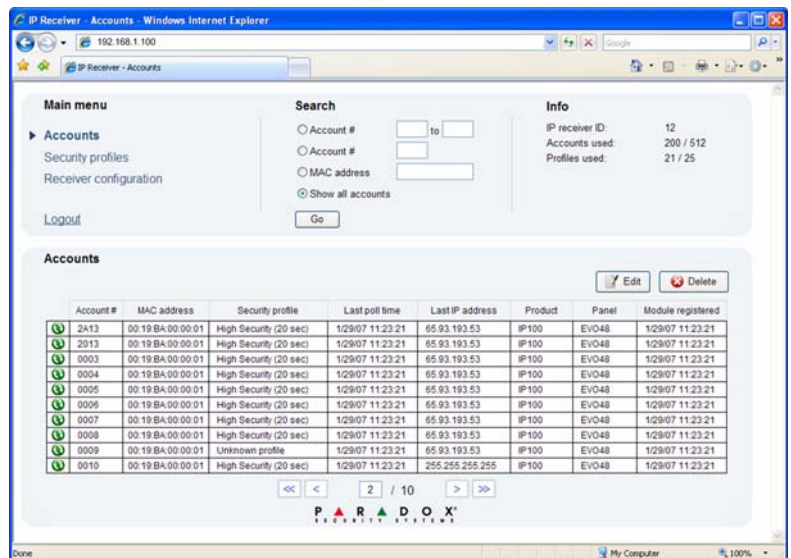 IP Receiver - Accounts - Windows Internet Explorer
192.168.1.100
Google
IP Receiver - Accounts
Main menu
Accounts
Security profiles
Receiver configuration
Logout
Search
Account # to
Account #
MAC address
Show all accounts
Go
Info
IP receiver ID: 12
Accounts used: 200 / 512
Profiles used: 21 / 25
Accounts
Edit Delete
Account # MAC address Security profile Last poll time Last IP address Product Panel Module registered
2A13 00:19:BA:00:00:01 High Security (20 sec) 1/29/07 11:23:21 65.93.193.53 IP100 EVO48 1/29/07 11:23:21
2013 00:19:BA:00:00:01 High Security (20 sec) 1/29/07 11:23:21 65.93.193.53 IP100 EVO48 1/29/07 11:23:21
0003 00:19:BA:00:00:01 High Security (20 sec) 1/29/07 11:23:21 65.93.193.53 IP100 EVO48 1/29/07 11:23:21
0004 00:19:BA:00:00:01 High Security (20 sec) 1/29/07 11:23:21 65.93.193.53 IP100 EVO48 1/29/07 11:23:21
0005 00:19:BA:00:00:01 High Security (20 sec) 1/29/07 11:23:21 65.93.193.53 IP100 EVO48 1/29/07 11:23:21
0006 00:19:BA:00:00:01 High Security (20 sec) 1/29/07 11:23:21 65.93.193.53 IP100 EVO48 1/29/07 11:23:21
0007 00:19:BA:00:00:01 High Security (20 sec) 1/29/07 11:23:21 65.93.193.53 IP100 EVO48 1/29/07 11:23:21
0008 00:19:BA:00:00:01 High Security (20 sec) 1/29/07 11:23:21 65.93.193.53 IP100 EVO48 1/29/07 11:23:21
0009 00:19:BA:00:00:01 Unknown profile 1/29/07 11:23:21 65.93.193.53 IP100 EVO48 1/29/07 11:23:21
0010 00:19:BA:00:00:01 High Security (20 sec) 1/29/07 11:23:21 255.255.255.255 IP100 EVO48 1/29/07 11:23:21
<< < 2 / 10 > >>
PARADOX
SECURITY SYSTEMS
Done My Computer 100%